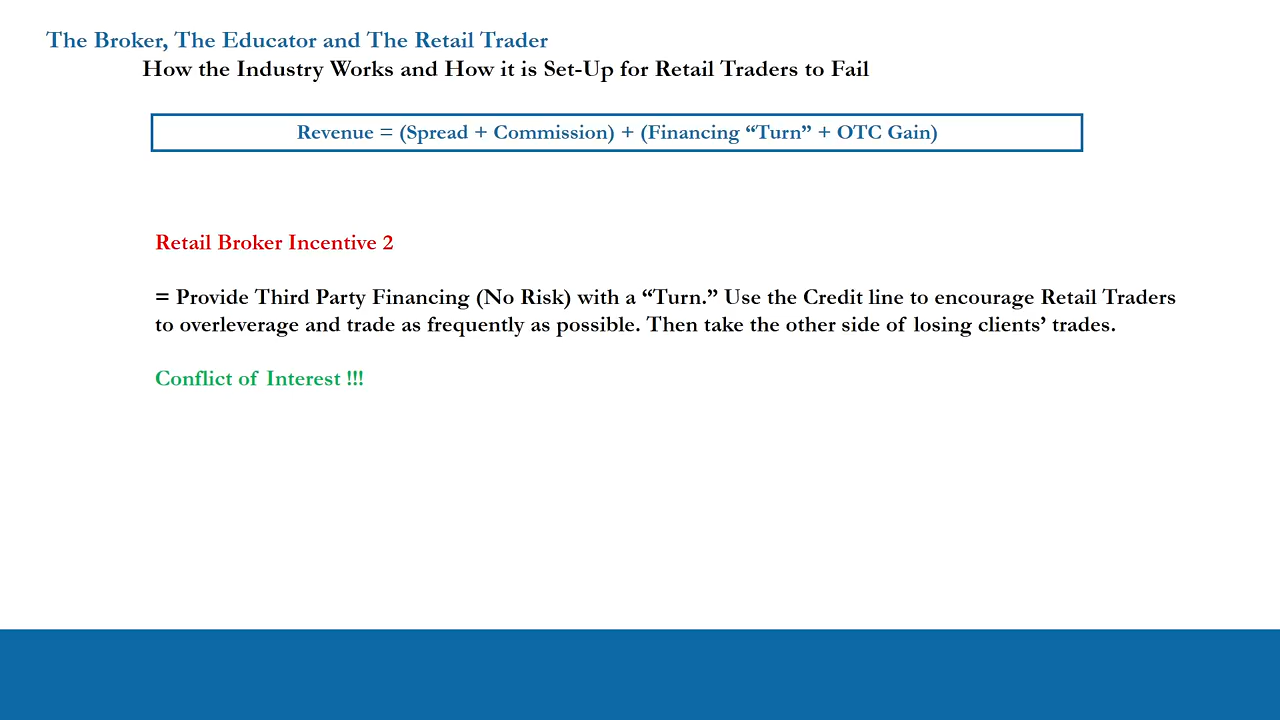 The Broker, The Educator and The Retail Trader
How the Industry Works and How it is Set-Up for Retail Traders to Fail
Revenue = (Spread + Commission) + (Financing “Turn” + OTC Gain)
Retail Broker Incentive 2
= Provide Third Party Financing (No Risk) with a “Turn.” Use the Credit line to encourage Retail Traders
to overleverage and trade as frequently as possible. Then take the other side of losing clients’ trades.
Conflict of Interest !!!